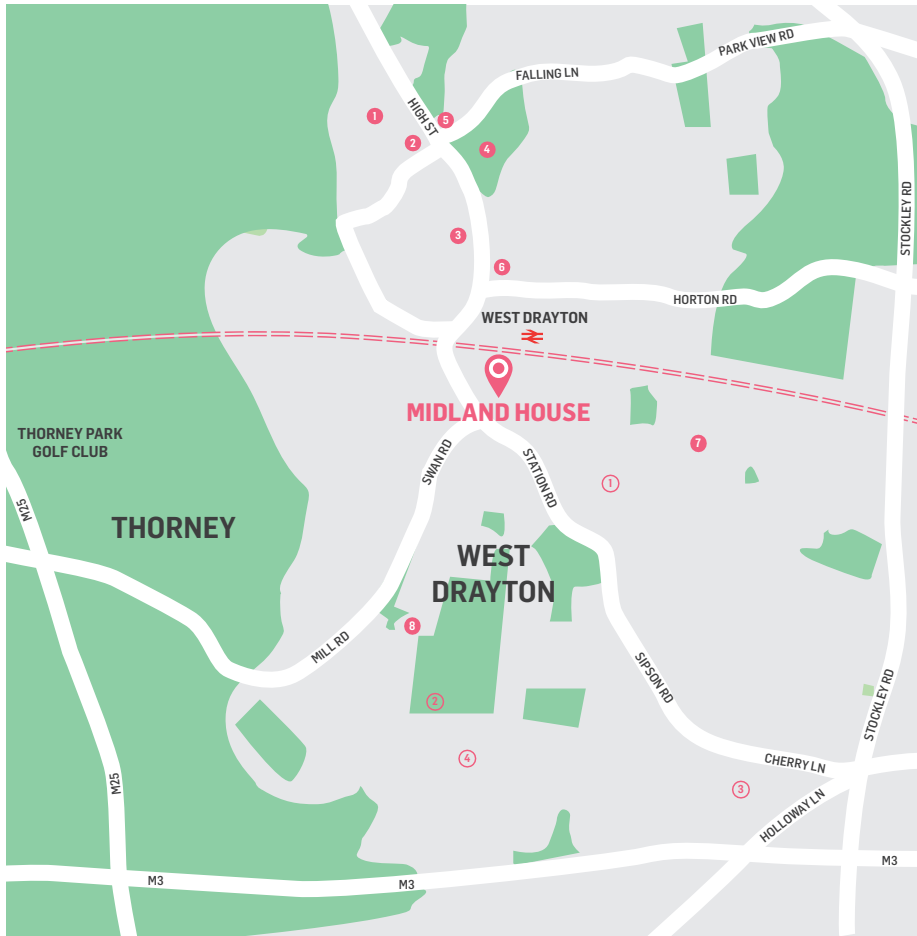 PARK VIEW RD
FALLING LN
HIGH ST
1
5
2
4
STOCKLEY RD
3
6
HORTON RD
WEST DRAYTON
MIDLAND HOUSE
THORNEY PARK
GOLF CLUB
SWAN RD
7
STATION RD
1
M25
THORNEY
WEST
DRAYTON
8
MILL RD
SIPSON RD
2
STOCKLEY RD
4
CHERRY LN
3
M25
HOLLOWAY LN
M3
M3
M3